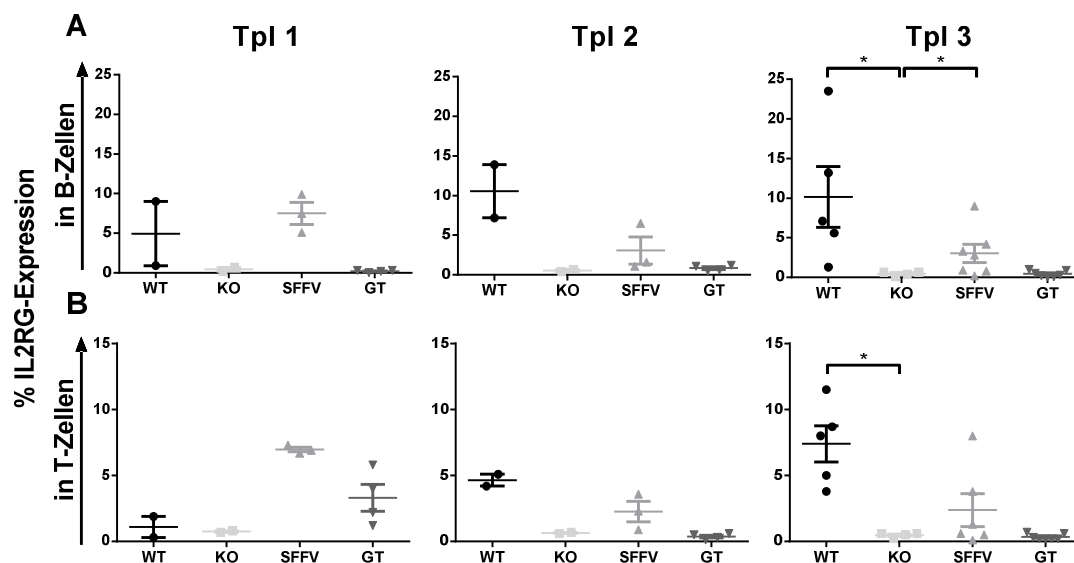 A
Tpl 1
Tpl 2
Tpl 3
% IL2RG-Expression
in B-Zellen
25
20
15
10
5
0
WT KO SFFV GT
25
20
15
10
5
0
WT KO SFFV GT
* *
25
20
15
10
5
0
WT KO SFFV GT
B
in T-Zellen
15
10
5
0
WT KO SFFV GT
15
10
5
0
WT KO SFFV GT
*
15
10
5
0
WT KO SFFV GT